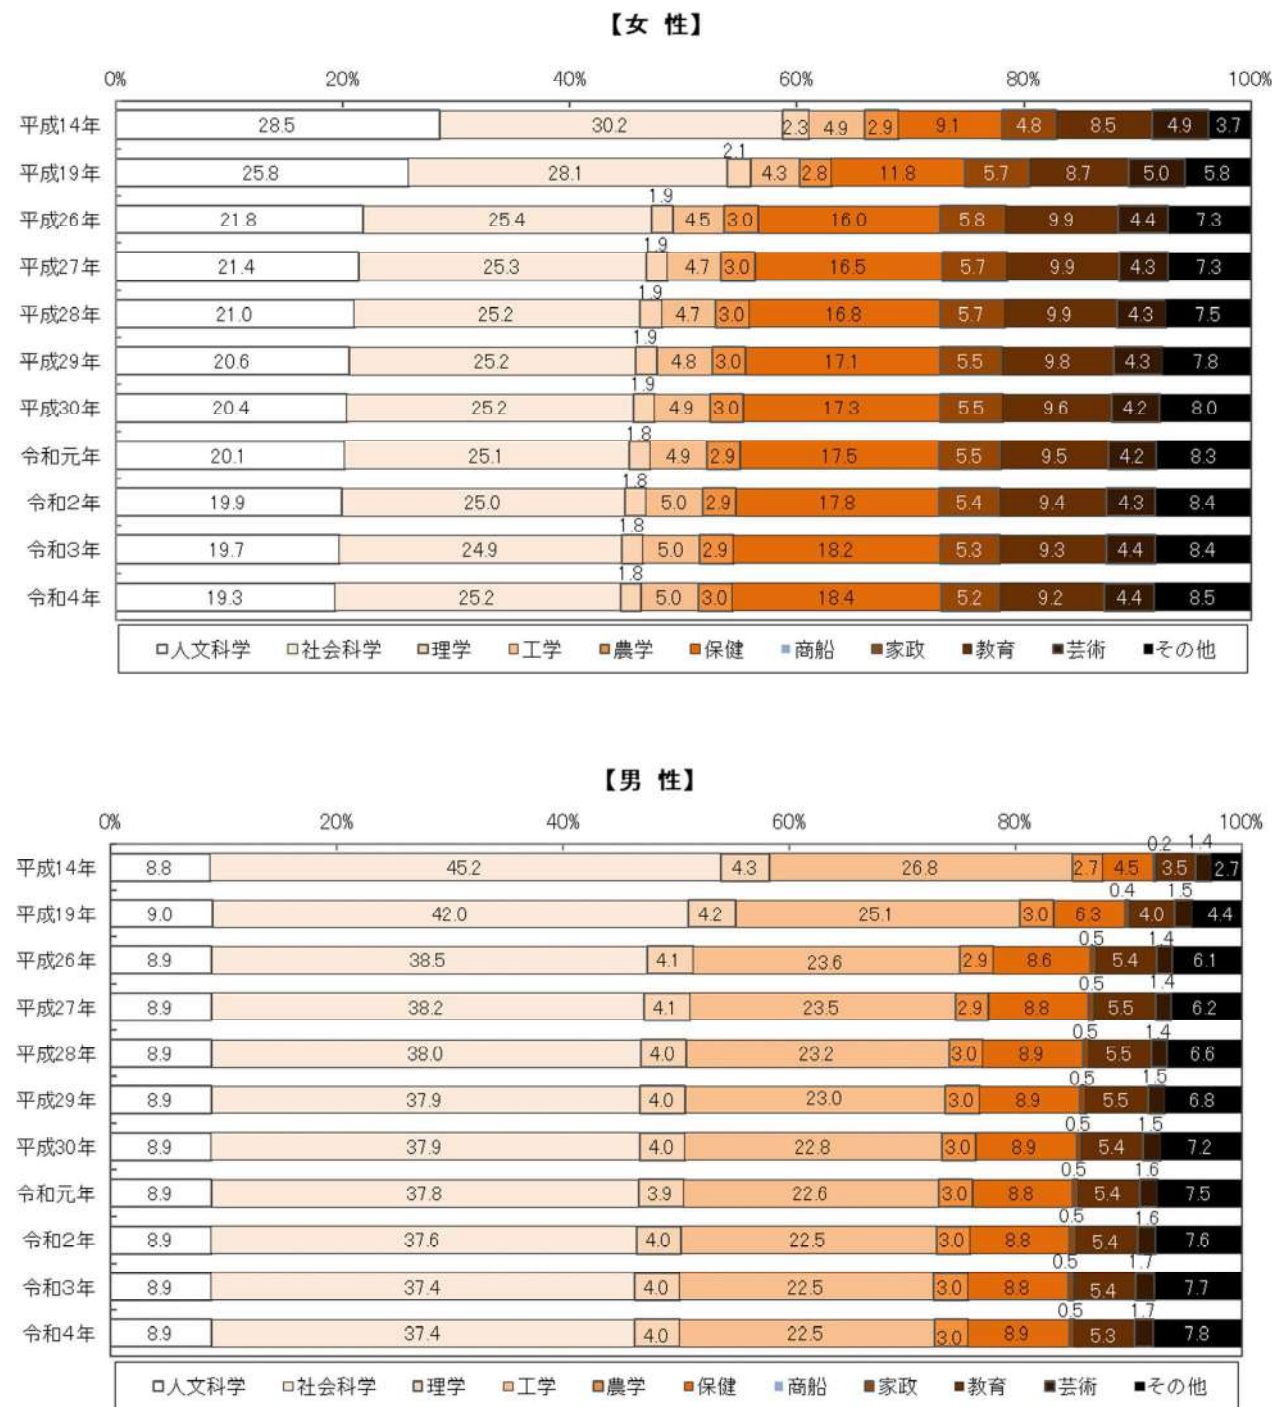 【女 性】
0% 20% 40% 60% 80% 100%
平成14年 28.5 30.2 2.3 4.9 2.9 9.1 4.8 8.5 4.9 3.7
2.1
平成19年 25.8 28.1 4.3 2.8 11.8 5.7 8.7 5.0 5.8
1.9
平成26年 21.8 25.4 4.5 3.0 16.0 5.8 9.9 4.4 7.3
1.9
平成27年 21.4 25.3 4.7 3.0 16.5 5.7 9.9 4.3 7.3
1.9
平成28年 21.0 25.2 4.7 3.0 16.8 5.7 9.9 4.3 7.5
1.9
平成29年 20.6 25.2 4.8 3.0 17.1 5.5 9.8 4.3 7.8
1.9
平成30年 20.4 25.2 4.9 3.0 17.3 5.5 9.6 4.2 8.0
1.8
令和元年 20.1 25.1 4.9 2.9 17.5 5.5 9.5 4.2 8.3
1.8
令和2年 19.9 25.0 5.0 2.9 17.8 5.4 9.4 4.3 8.4
1.8
令和3年 19.7 24.9 5.0 2.9 18.2 5.3 9.3 4.4 8.4
1.8
令和4年 19.3 25.2 5.0 3.0 18.4 5.2 9.2 4.4 8.5
人文科学 社会科学 理学 工学 農学 保健 商船 家政 教育 芸術 その他
【男 性】
0% 20% 40% 60% 80% 100%
0.2 1.4
平成14年 8.8 45.2 4.3 26.8 2.7 4.5 3.5 2.7
0.4 1.5
平成19年 9.0 42.0 4.2 25.1 3.0 6.3 4.0 4.4
0.5 1.4
平成26年 8.9 38.5 4.1 23.6 2.9 8.6 5.4 6.1
0.5 1.4
平成27年 8.9 38.2 4.1 23.5 2.9 8.8 5.5 6.2
0.5 1.4
平成28年 8.9 38.0 4.0 23.2 3.0 8.9 5.5 6.6
0.5 1.5
平成29年 8.9 37.9 4.0 23.0 3.0 8.9 5.5 6.8
0.5 1.5
平成30年 8.9 37.9 4.0 22.8 3.0 8.9 5.4 7.2
0.5 1.6
令和元年 8.9 37.8 3.9 22.6 3.0 8.8 5.4 7.5
0.5 1.6
令和2年 8.9 37.6 4.0 22.5 3.0 8.8 5.4 7.6
0.5 1.7
令和3年 8.9 37.4 4.0 22.5 3.0 8.8 5.4 7.7
0.5 1.7
令和4年 8.9 37.4 4.0 22.5 3.0 8.9 5.3 7.8
人文科学 社会科学 理学 工学 農学 保健 商船 家政 教育 芸術 その他